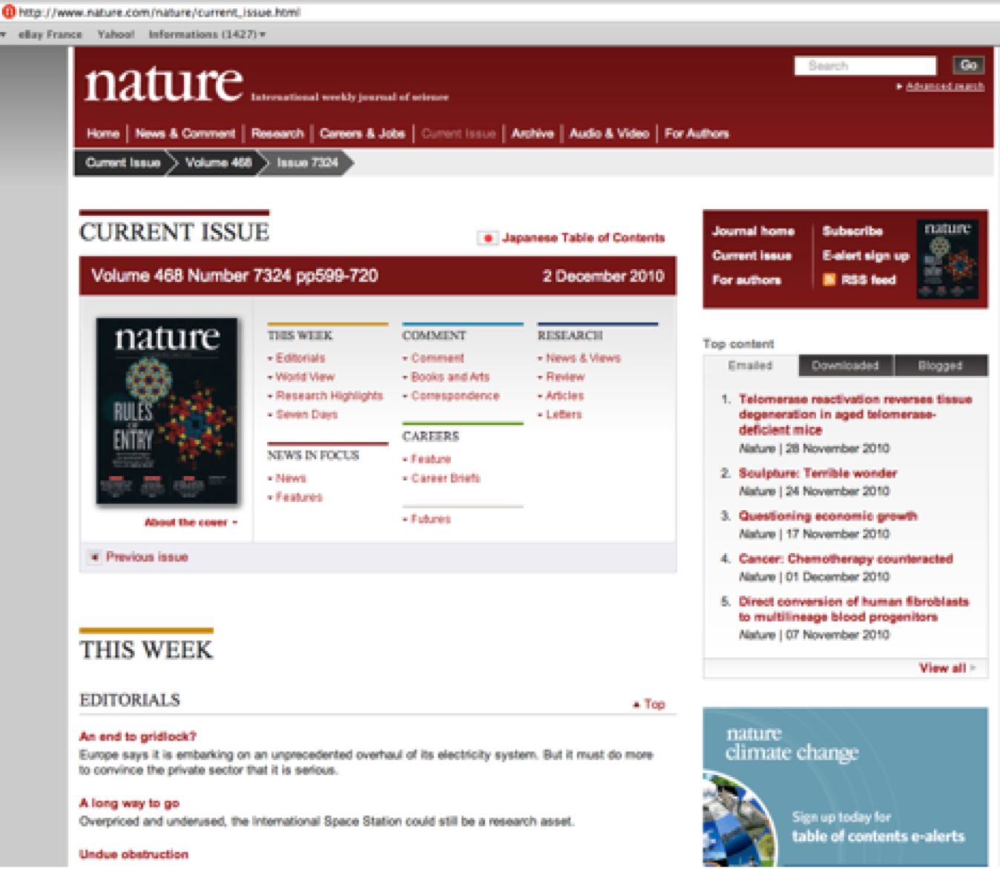 http://www.nature.com/nature/current_issue.html
eBay France Yahoo! Informations (1427)
nature International weekly journal of science
Search Go
Advanced search
Home News & Comment Research Careers & Jobs Current Issue Archive Audio & Video For Authors
Current Issue Volume 468 Issue 7324
CURRENT ISSUE
Japanese Table of Contents
Volume 468 Number 7324 pp599-720 2 December 2010
nature
RULES
OF
ENTRY
About the cover
THIS WEEK
Editorials
World View
Research Highlights
Seven Days
NEWS IN FOCUS
News
Features
COMMENT
Comment
Books and Arts
Correspondence
CAREERS
Feature
Career Briefs
Futures
RESEARCH
News & Views
Review
Articles
Letters
Previous issue
THIS WEEK
EDITORIALS
Top
An end to gridlock?
Europe says it is embarking on an unprecedented overhaul of its electricity system. But it must do more
to convince the private sector that it is serious.
A long way to go
Overpriced and underused, the International Space Station could still be a research asset.
Undue obstruction
Journal home
Current issue
For authors
Subscribe
E-alert sign up
RSS feed
nature
RULES
ENTRY
Top content
Emailed Downloaded Blogged
1. Telomerase reactivation reverses tissue
degeneration in aged telomerase-
deficient mice
Nature | 28 November 2010
2. Sculpture: Terrible wonder
Nature | 24 November 2010
3. Questioning economic growth
Nature | 17 November 2010
4. Cancer: Chemotherapy counteracted
Nature | 01 December 2010
5. Direct conversion of human fibroblasts
to multilineage blood progenitors
Nature | 07 November 2010
View all
nature
climate change
Sign up today for
table of contents e-alerts